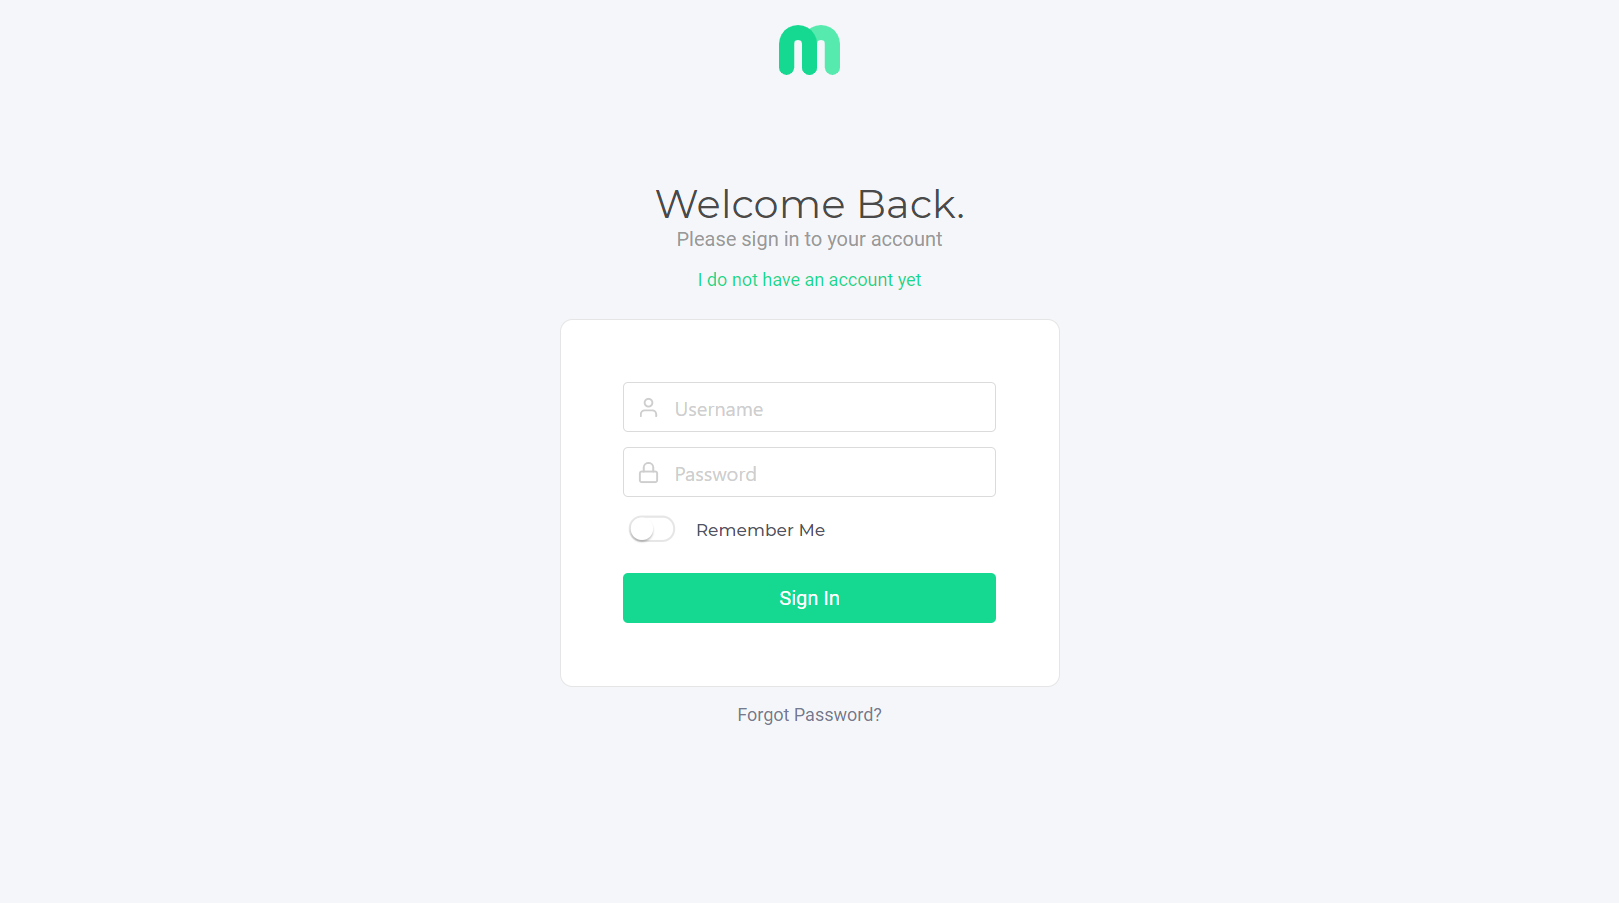 Welcome Back.
Please sign in to your account
I do not have an account yet
Username
Password
Remember Me
Sign In
Forgot Password?